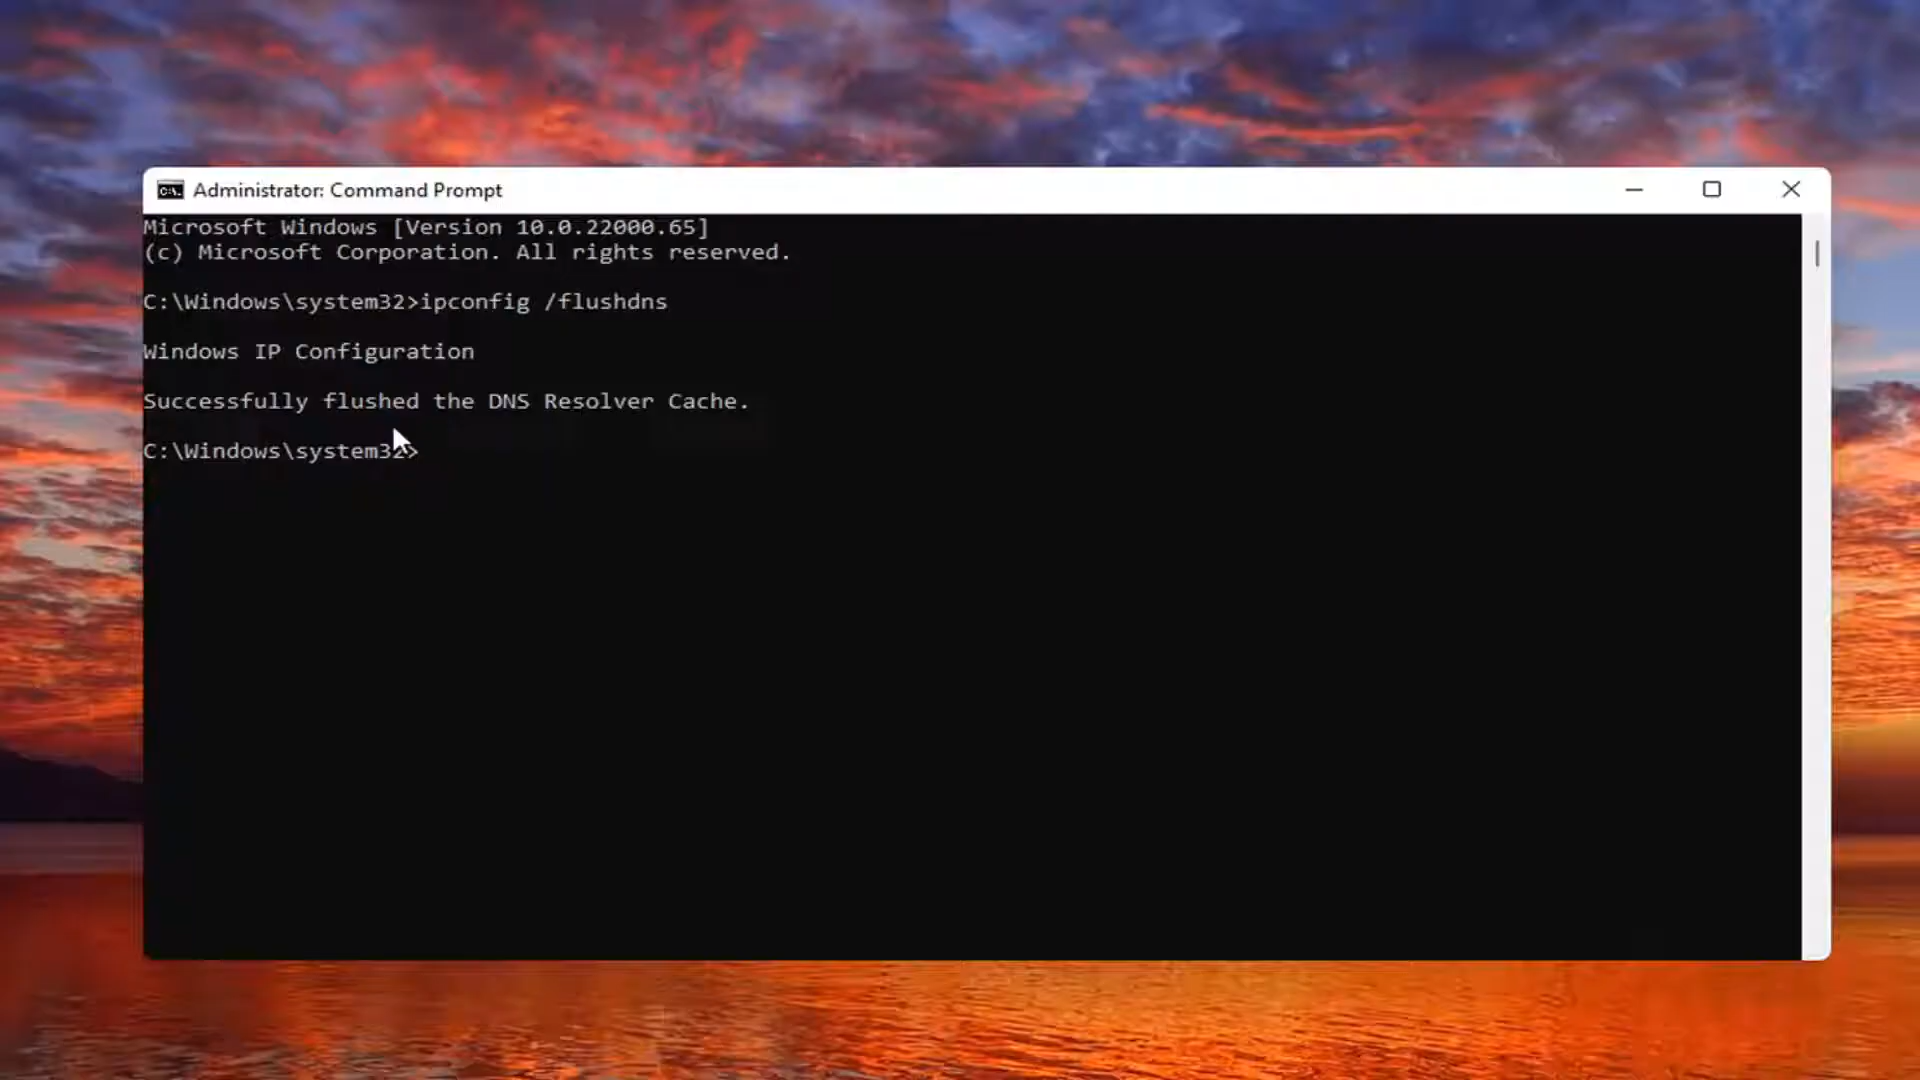 Administrator: Command Prompt
Microsoft Windows [Version 10.0.22000.65]
(c) Microsoft Corporation. All rights reserved.
C:\Windows\system32>ipconfig /flushdns
Windows IP Configuration
Successfully flushed the DNS Resolver Cache.
C:\Windows\system32>